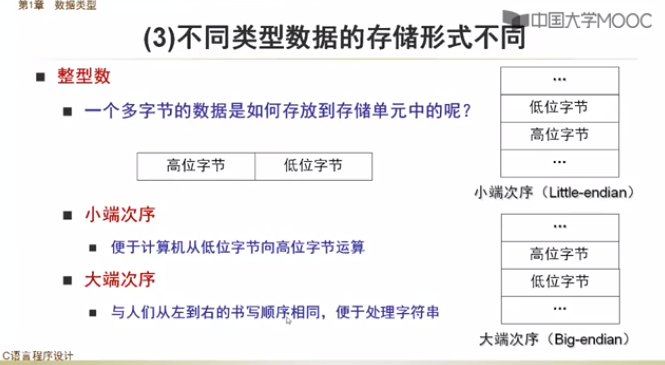 第1章 数据类型
中国大学MOOC
(3)不同类型数据的存储形式不同
整型数
一个多字节的数据是如何存放到存储单元中的呢？
高位字节 低位字节
小端次序
便于计算机从低位字节向高位字节运算
大端次序
与人们从左到右的书写顺序相同，便于处理字符串
...
低位字节
高位字节
...
小端次序（Little-endian）
...
高位字节
低位字节
...
大端次序（Big-endian）
C语言程序设计